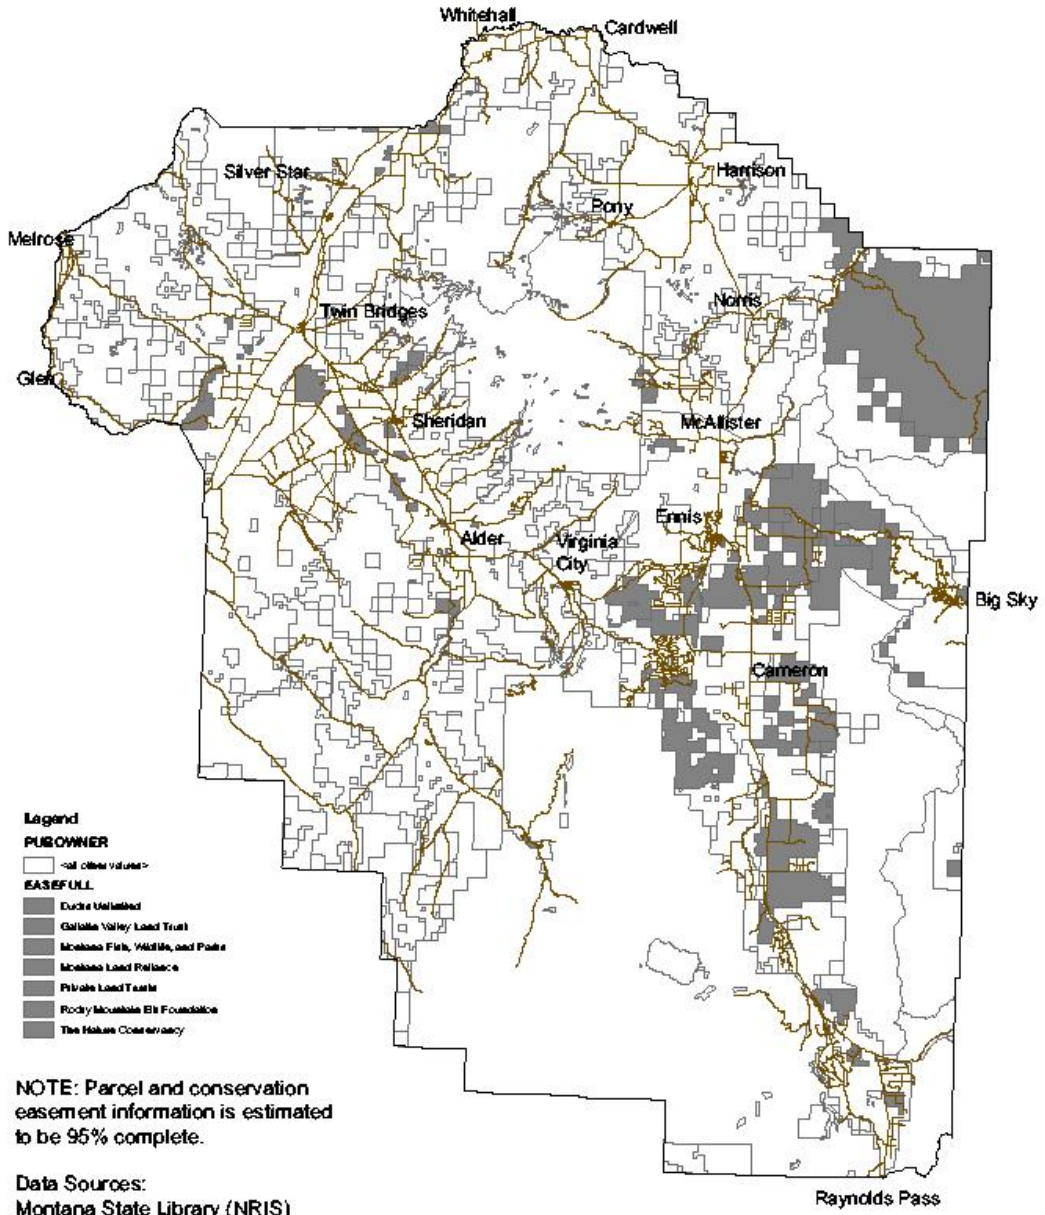 Whitehall
Cardwell
Silver Star
Harrison
Pony
Melrose
Norris
Twin Bridges
Glen
Sheridan
McAllister
Ennis
Alder
Virginia
City
Big Sky
Cameron
Legend
PUBOWNER
<all other values>
EASEFULL
Ducks Unlimited
Gallatin Valley Land Trust
Montana Fish, Wildlife, and Parks
Montana Land Reliance
Private Land Trusts
Rocky Mountain Elk Foundation
The Nature Conservancy
NOTE: Parcel and conservation
easement information is estimated
to be 95% complete.
Data Sources:
Montana State Library (NRIS)
Raynolds Pass